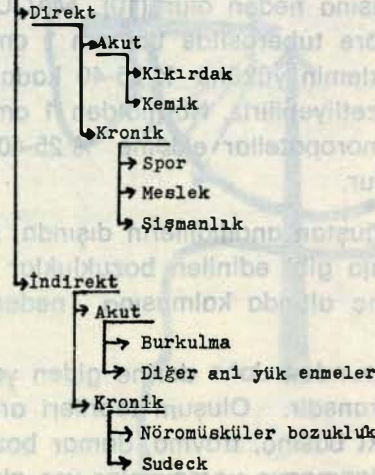 Direkt
Akut
Kıkırdak
Kemik
Kronik
Spor
Meslek
Şişmanlık
İndirekt
Akut
Burkulma
Diğer ani yük enmeler
Kronik
Nöromüsküler bozukluk
Sudeck